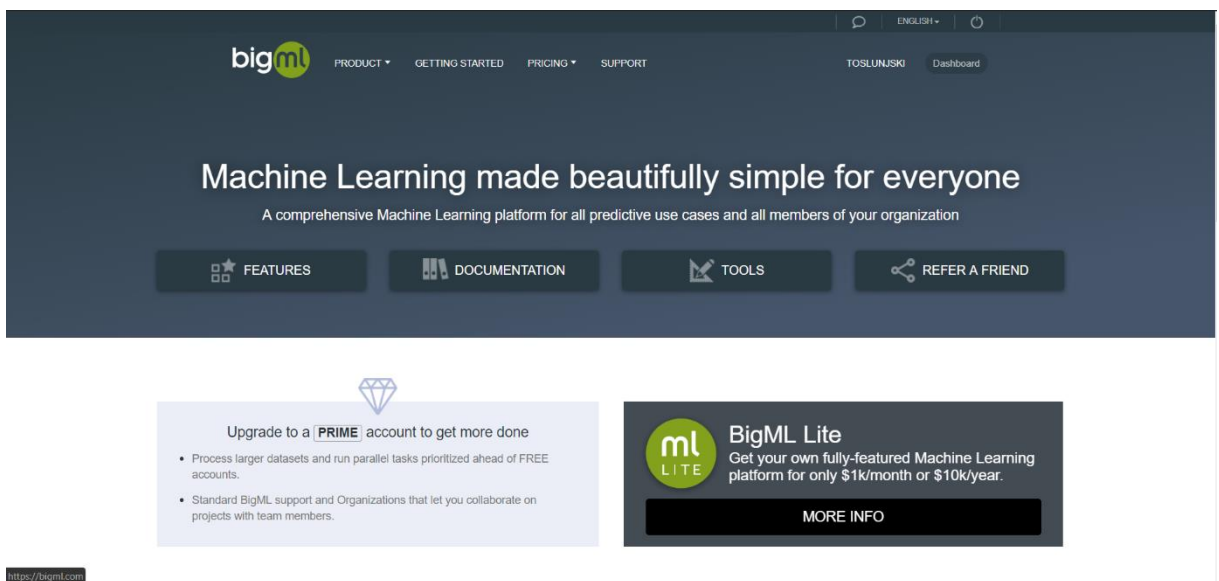 ENGLISH
bigml
PRODUCT
GETTING STARTED
PRICING
SUPPORT
TOSLUNJSKI
Dashboard
Machine Learning made beautifully simple for everyone
A comprehensive Machine Learning platform for all predictive use cases and all members of your organization
FEATURES
DOCUMENTATION
TOOLS
REFER A FRIEND
Upgrade to a PRIME account to get more done
• Process larger datasets and run parallel tasks prioritized ahead of FREE
accounts.
• Standard BigML support and Organizations that let you collaborate on
projects with team members.
ml
LITE
BigML Lite
Get your own fully-featured Machine Learning
platform for only $1k/month or $10k/year.
MORE INFO
https://bigml.com